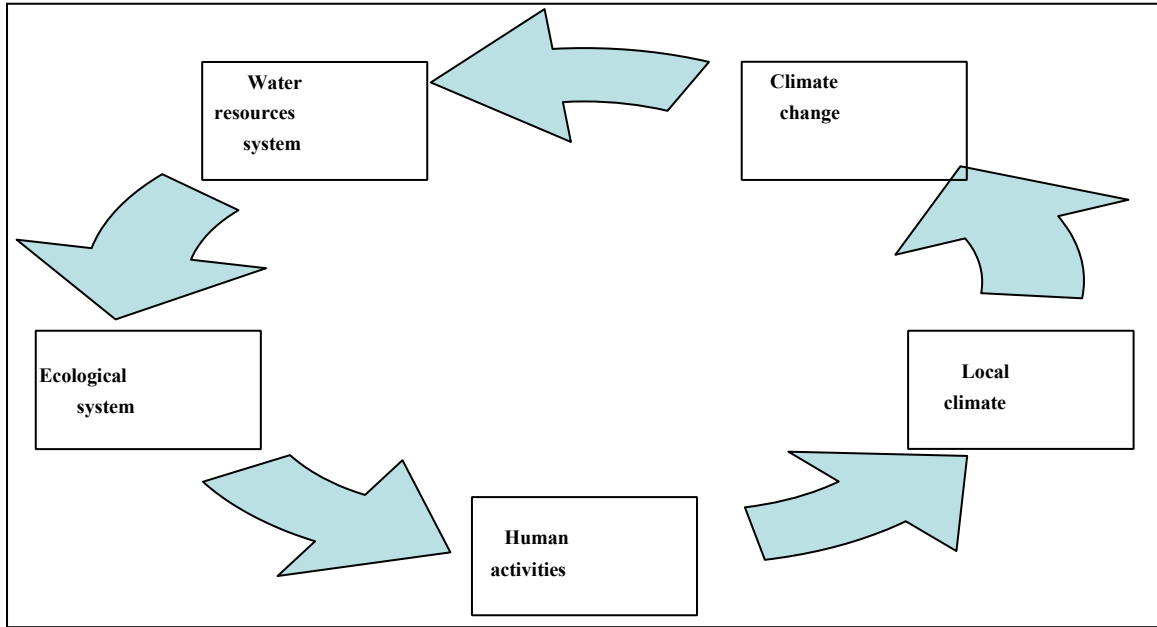 Water
resources
system
Climate
change
Ecological
system
Local
climate
Human
activities